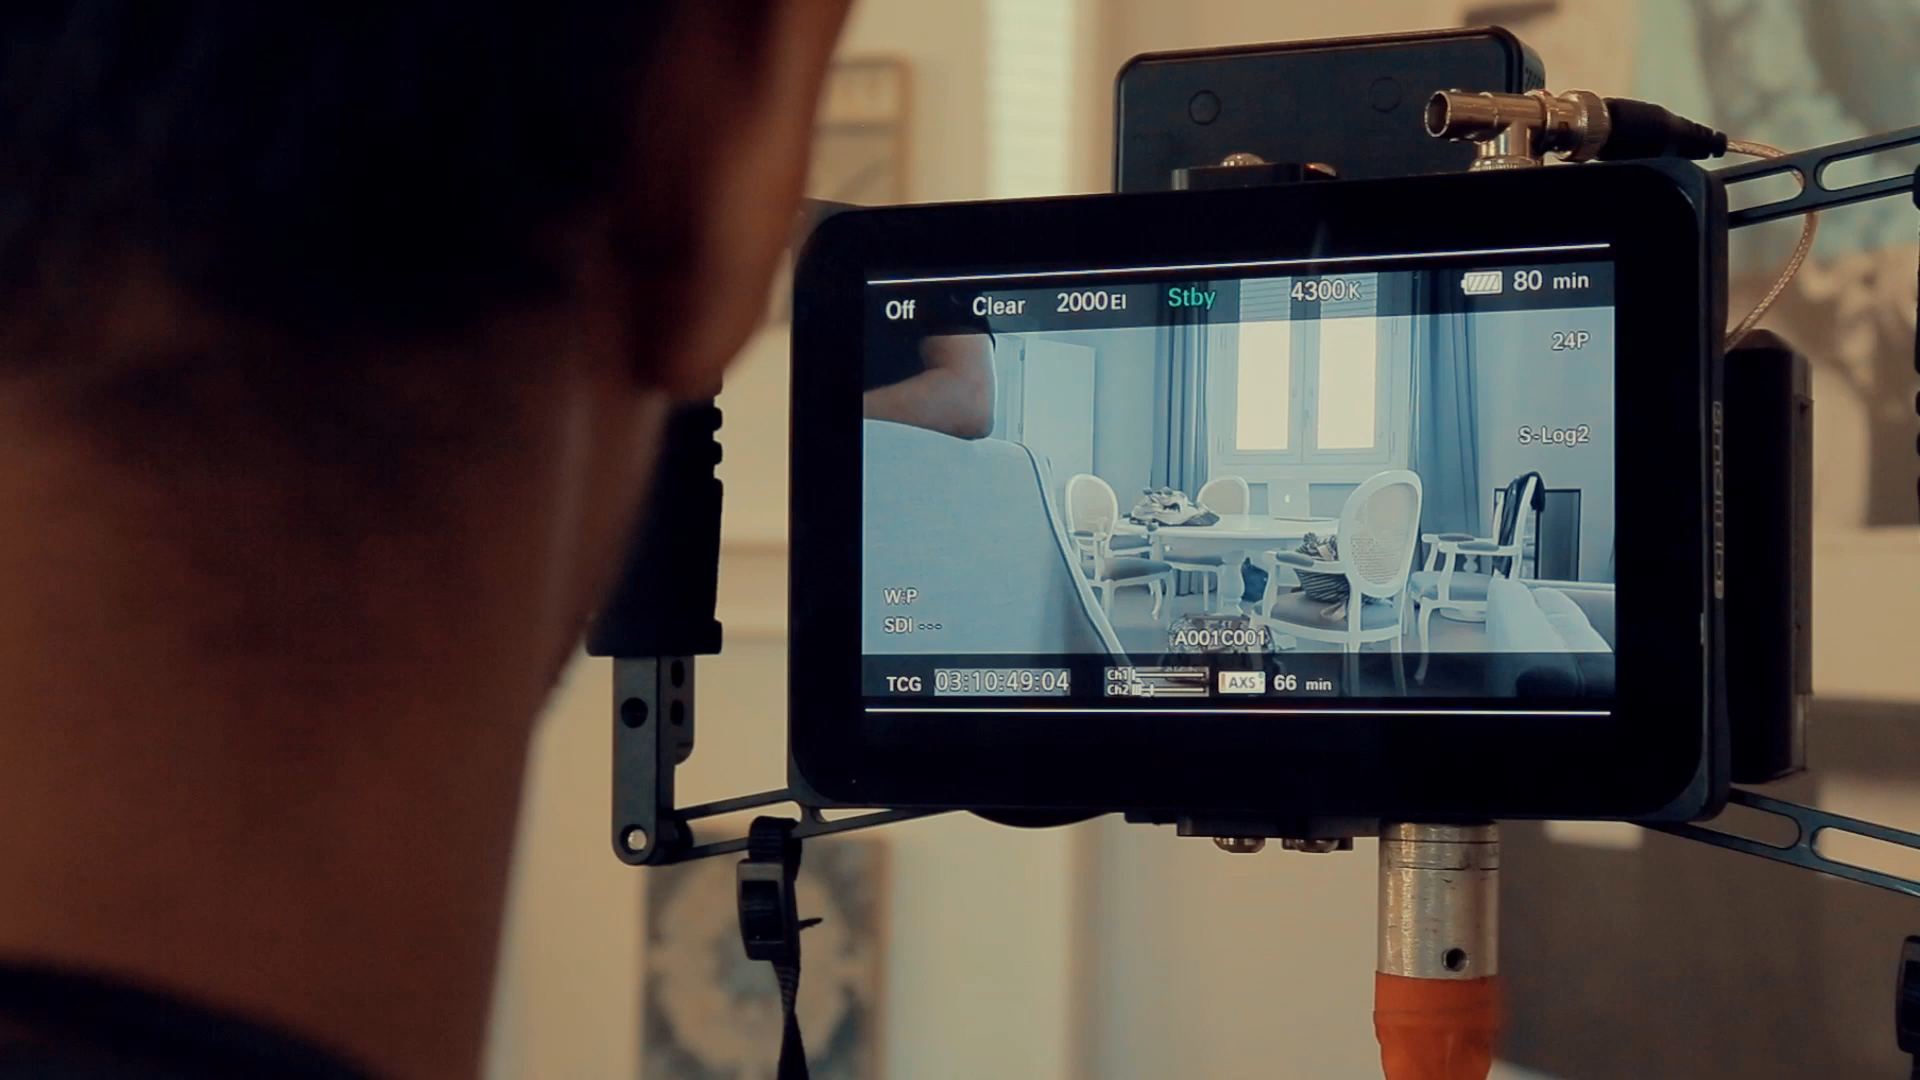 Off Clear 2000EI Stby 4300K 80 min
24P
S-Log2
W:P
SDI ---
A001C001
TCG 03:10:49:04 Ch1 Ch2 AXS 66 min